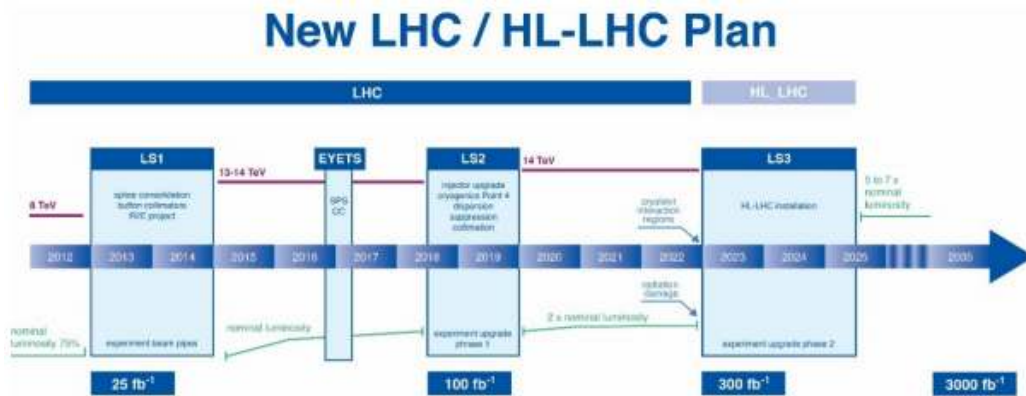 New LHC / HL-LHC Plan
LHC
HL_LHC
LS1
EYETS
LS2
LS3
8 TeV
13-14 TeV
14 TeV
splice consolidation
button collimators
R2E project
SPS
CC
injector upgrade
cryogenics Point 4
dispersion
suppression
collimation
cryolimit
interaction
regions
HL-LHC installation
5 to 7 x
nominal
luminosity
2012
2013
2014
2015
2016
2017
2018
2019
2020
2021
2022
2023
2024
2025
radiation
damage
nominal
luminosity 75%
experiment beam pipes
nominal luminosity
experiment upgrade
phrase 1
2 x nominal luminosity
experiment upgrade phase 2
25 fb⁻¹
100 fb⁻¹
300 fb⁻¹
3000 fb⁻¹